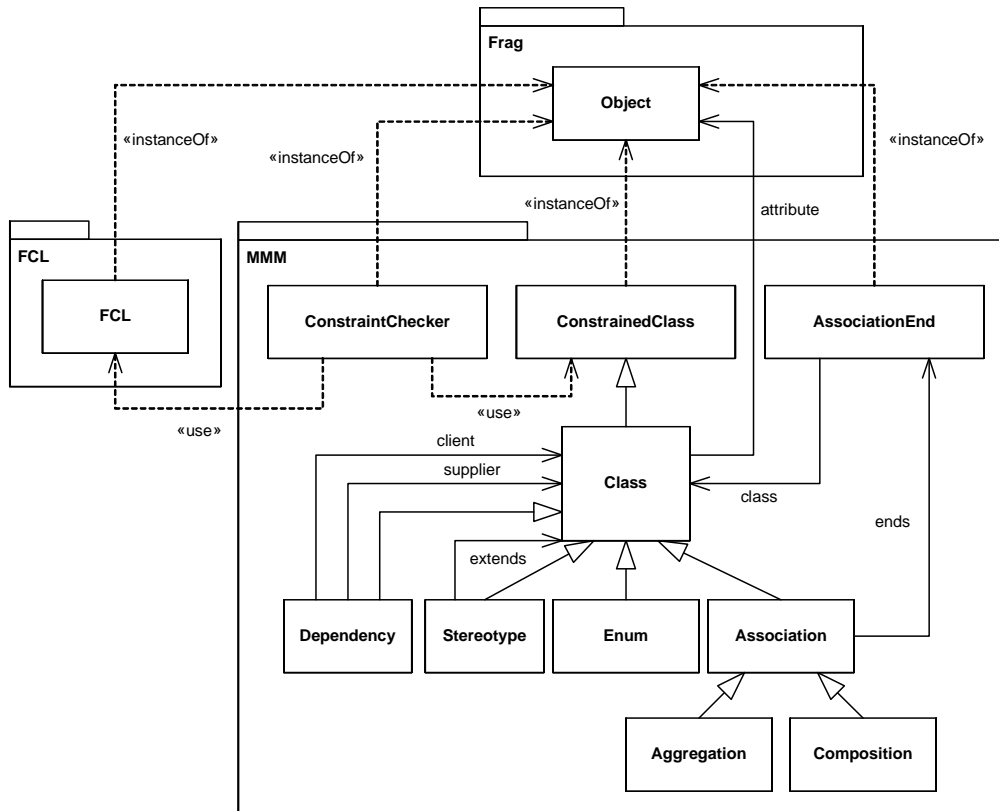 Frag
Object
«instanceOf»
«instanceOf»
«instanceOf»
«instanceOf»
attribute
FCL
MMM
FCL
ConstraintChecker
ConstrainedClass
AssociationEnd
«use»
«use»
client
supplier
Class
class
ends
extends
Dependency
Stereotype
Enum
Association
Aggregation
Composition